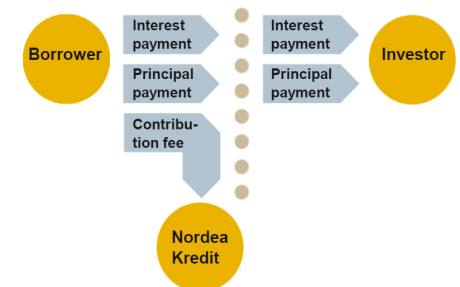 Borrower
Interest
payment
Principal
payment
Contribu-
tion fee
Interest
payment
Principal
payment
Investor
Nordea
Kredit